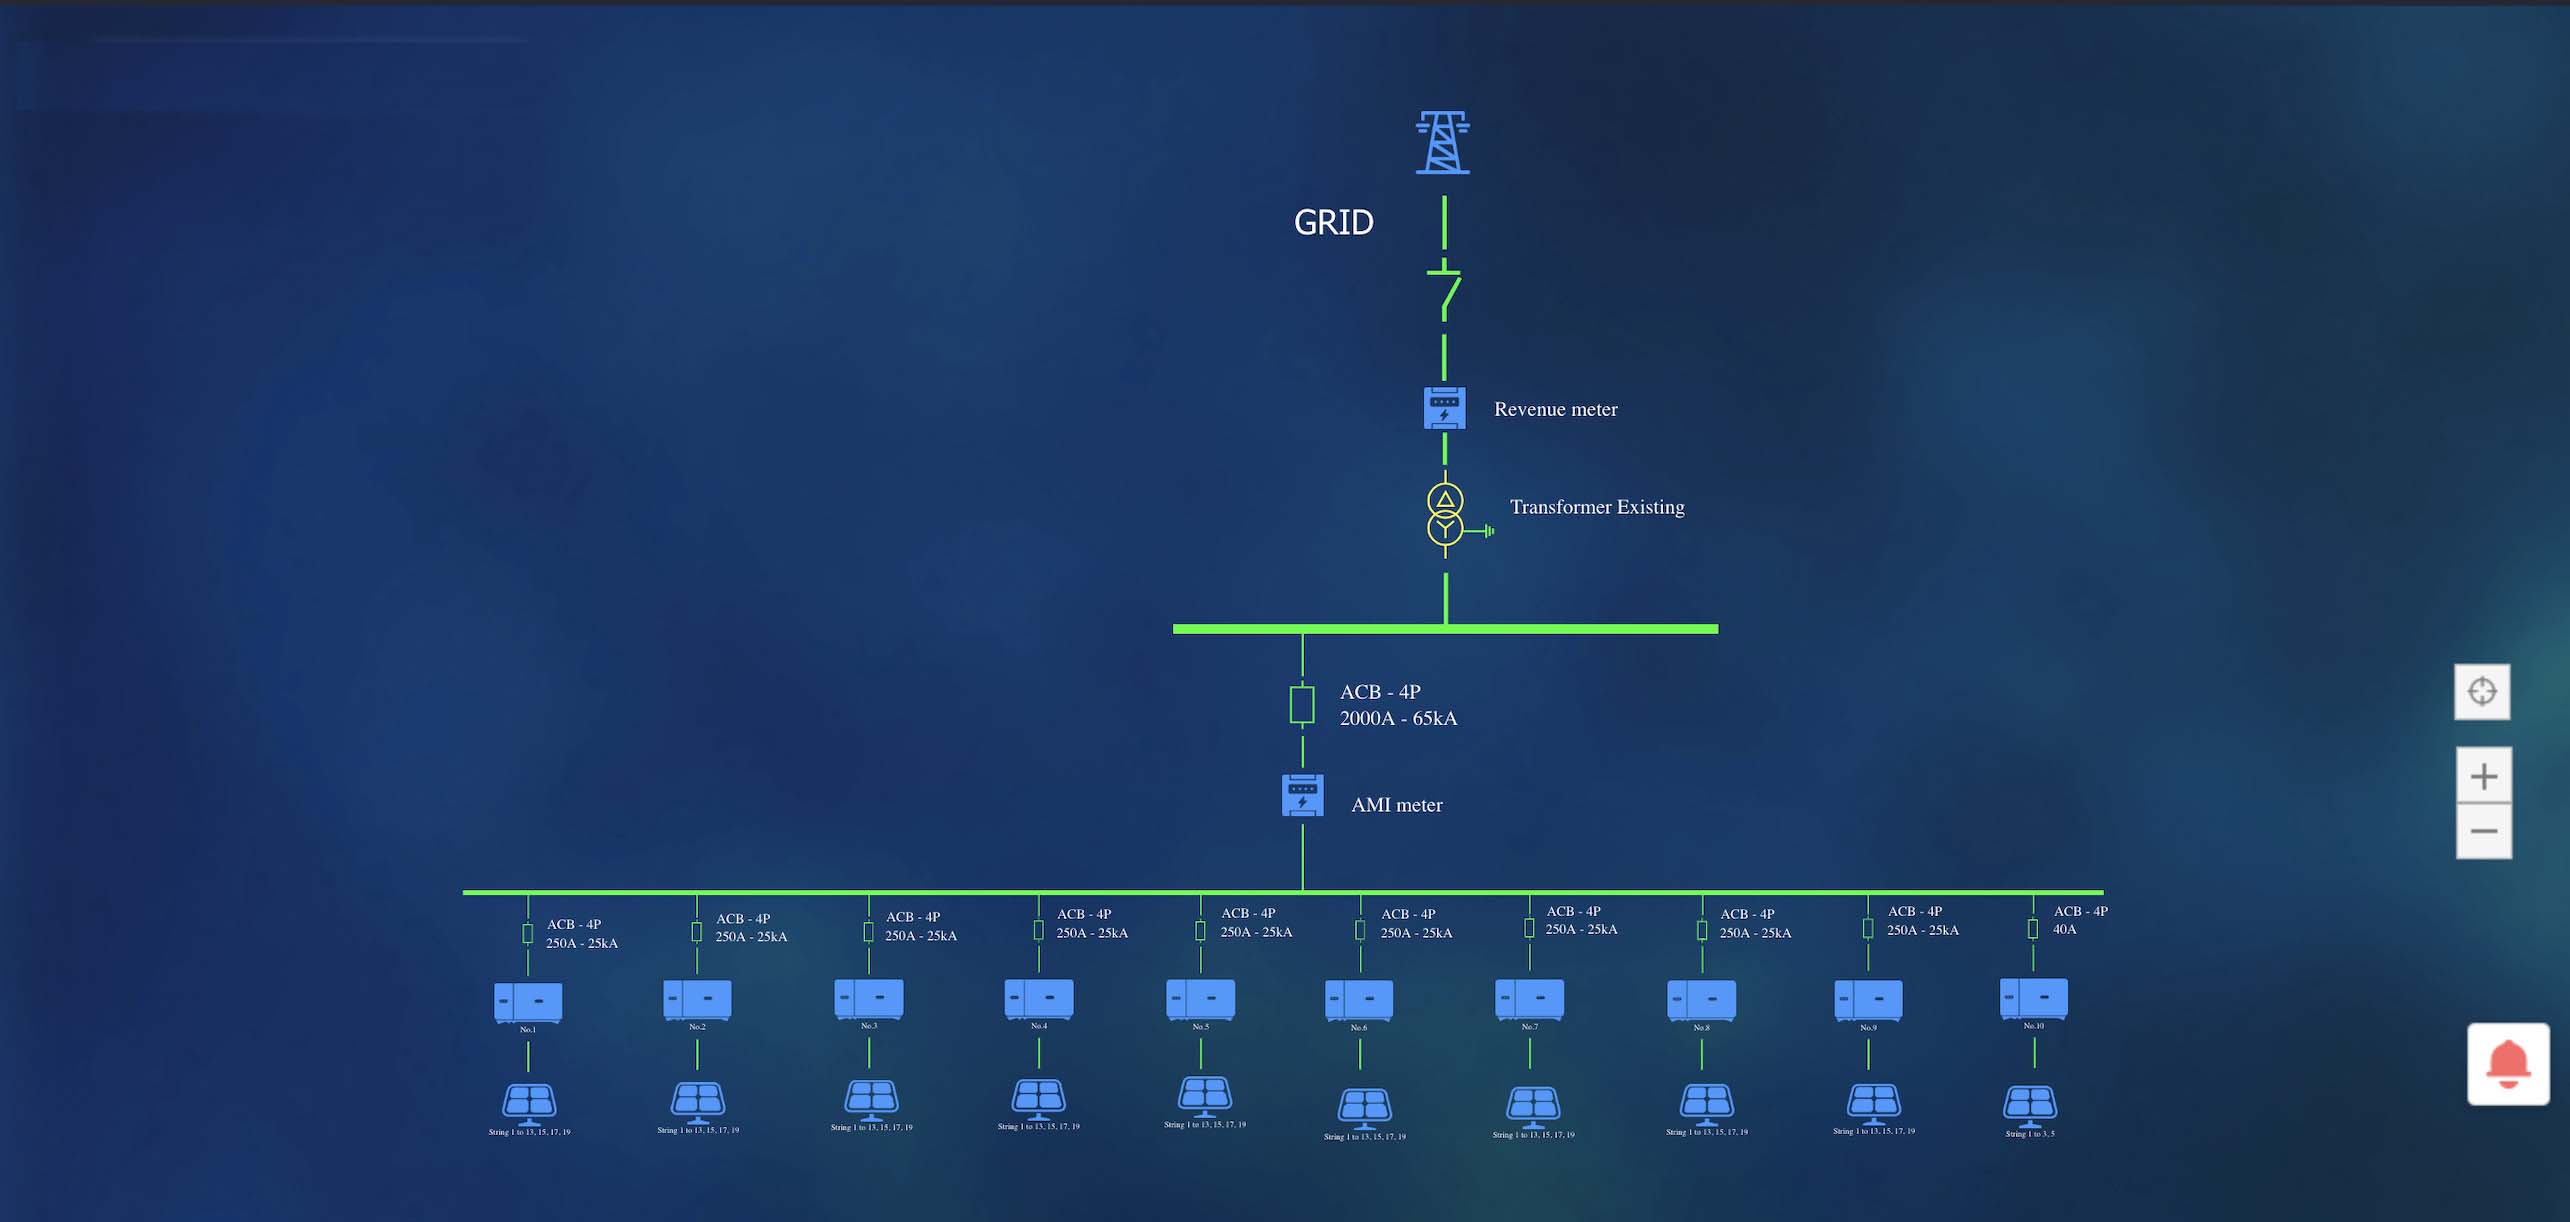 GRID
Revenue meter
Transformer Existing
ACB - 4P
2000A - 65kA
AMI meter
ACB - 4P
250A - 25kA
ACB - 4P
250A - 25kA
ACB - 4P
250A - 25kA
ACB - 4P
250A - 25kA
ACB - 4P
250A - 25kA
ACB - 4P
250A - 25kA
ACB - 4P
250A - 25kA
ACB - 4P
250A - 25kA
ACB - 4P
250A - 25kA
ACB - 4P
40A
No.1
No.2
No.3
No.4
No.5
No.6
No.7
No.8
No.9
No.10
String 1 to 13, 15, 17, 19
String 1 to 13, 15, 17, 19
String 1 to 13, 15, 17, 19
String 1 to 13, 15, 17, 19
String 1 to 13, 15, 17, 19
String 1 to 13, 15, 17, 19
String 1 to 13, 15, 17, 19
String 1 to 13, 15, 17, 19
String 1 to 13, 15, 17, 19
String 1 to 3, 5